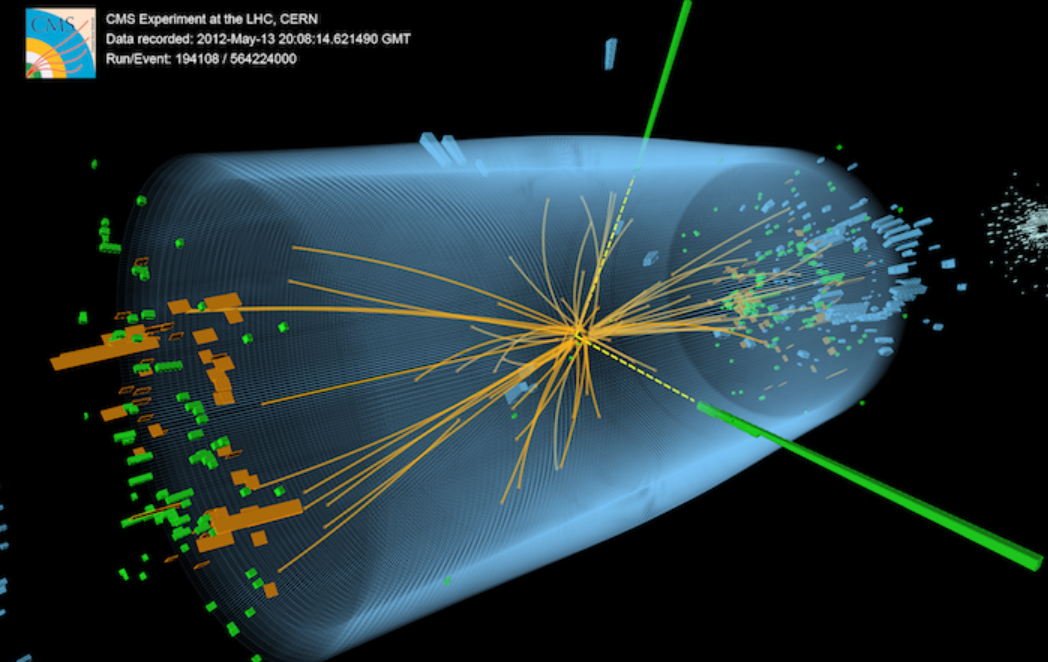 CMS
CMS Experiment at the LHC, CERN
Data recorded: 2012-May-13 20:08:14.621490 GMT
Run/Event: 194108 / 564224000